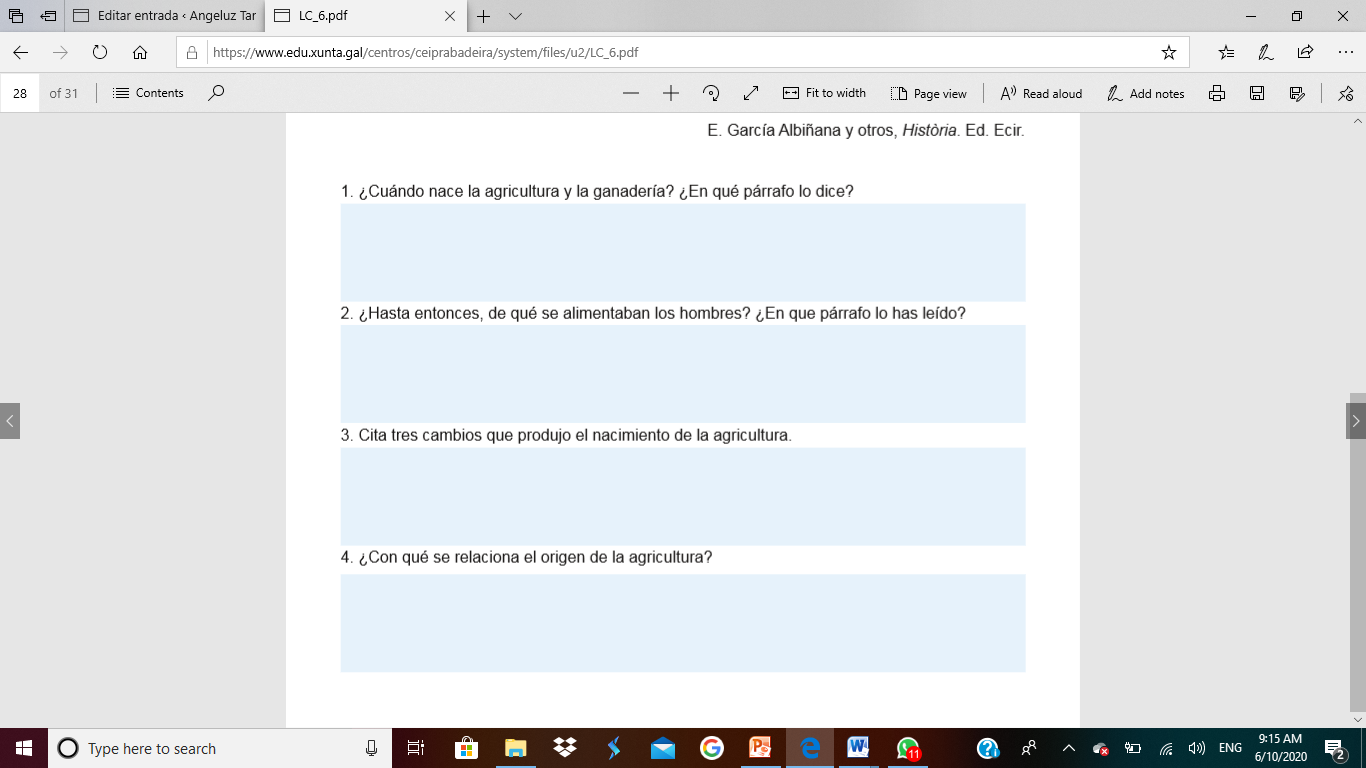 Editar entrada ‹ Angeluz Tar
LC_6.pdf
https://www.edu.xunta.gal/centros/ceiprabadeira/system/files/u2/LC_6.pdf
28 of 31 Contents Fit to width Page view Read aloud Add notes
E. García Albiñana y otros, Història. Ed. Ecir.
1. ¿Cuándo nace la agricultura y la ganadería? ¿En qué párrafo lo dice?
2. ¿Hasta entonces, de qué se alimentaban los hombres? ¿En que párrafo lo has leído?
3. Cita tres cambios que produjo el nacimiento de la agricultura.
4. ¿Con qué se relaciona el origen de la agricultura?
Type here to search
11
ENG
9:15 AM
6/10/2020
2